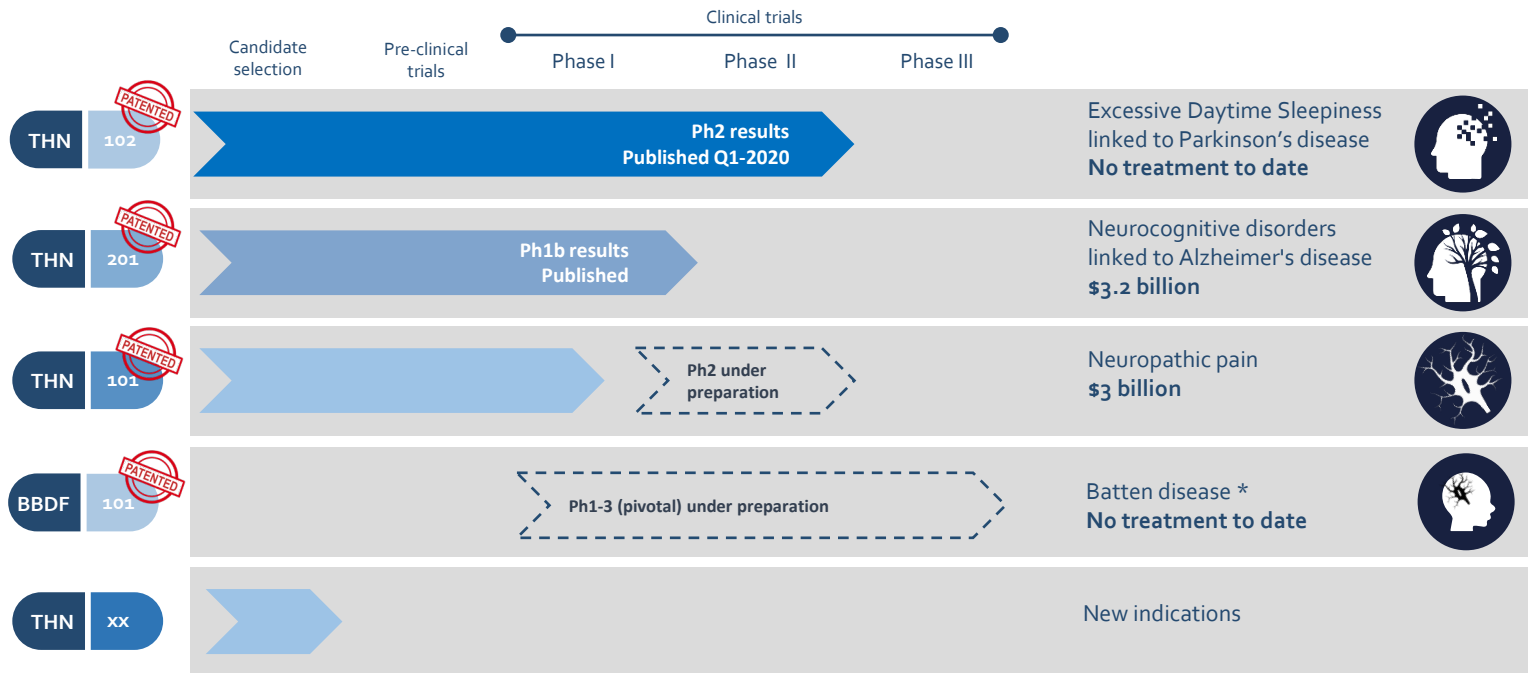 Clinical trials
Candidate
selection
Pre-clinical
trials
Phase I
Phase II
Phase III
THN 102
PATENTED
Ph2 results
Published Q1-2020
Excessive Daytime Sleepiness
linked to Parkinson’s disease
No treatment to date
THN 201
PATENTED
Ph1b results
Published
Neurocognitive disorders
linked to Alzheimer's disease
$3.2 billion
THN 101
PATENTED
Ph2 under
preparation
Neuropathic pain
$3 billion
BBDF 101
PATENTED
Ph1-3 (pivotal) under preparation
Batten disease *
No treatment to date
THN xx
New indications